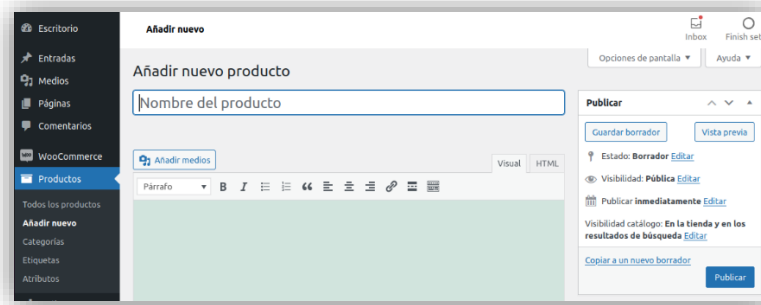 Escritorio
Entradas
Medios
Páginas
Comentarios
WooCommerce
Productos
Todos los productos
Añadir nuevo
Categorías
Etiquetas
Atributos
Añadir nuevo
Inbox
Finish set
Opciones de pantalla
Ayuda
Añadir nuevo producto
Nombre del producto
Añadir medios
Visual
HTML
Párrafo
B I
Publicar
Guardar borrador
Vista previa
Estado: Borrador Editar
Visibilidad: Pública Editar
Publicar inmediatamente Editar
Visibilidad catálogo: En la tienda y en los
resultados de búsqueda Editar
Copiar a un nuevo borrador
Publicar